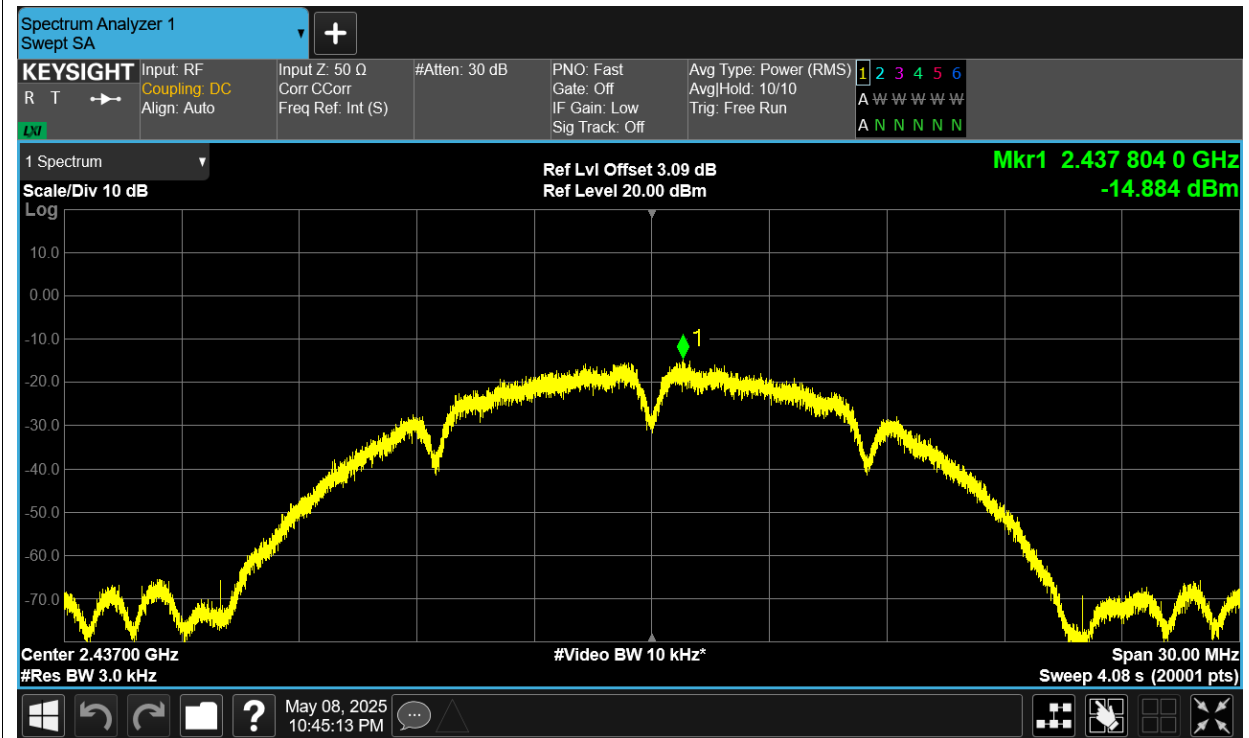 Spectrum Analyzer 1
Swept SA
KEYSIGHT
R T
LXI
Input: RF
Coupling: DC
Align: Auto
Input Z: 50 Ω
Corr CCorr
Freq Ref: Int (S)
#Atten: 30 dB
PNO: Fast
Gate: Off
IF Gain: Low
Sig Track: Off
Avg Type: Power (RMS)
Avg|Hold: 10/10
Trig: Free Run
1 2 3 4 5 6
A W W W W W
A N N N N N
1 Spectrum
Scale/Div 10 dB
Log
Ref Lvl Offset 3.09 dB
Ref Level 20.00 dBm
Mkr1 2.437 804 0 GHz
-14.884 dBm
10.0
0.00
-10.0
-20.0
-30.0
-40.0
-50.0
-60.0
-70.0
1
Center 2.43700 GHz
#Res BW 3.0 kHz
#Video BW 10 kHz*
Span 30.00 MHz
Sweep 4.08 s (20001 pts)
?
May 08, 2025
10:45:13 PM